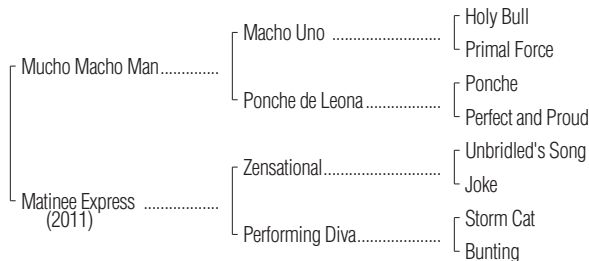 Holy Bull
Macho Uno ..................
Primal Force
Mucho Macho Man..............
Ponche
Ponche de Leona..................
Perfect and Proud
Unbridled's Song
Zensational............................
Joke
Matinee Express ..................
(2011)
Storm Cat
Performing Diva....................
Bunting